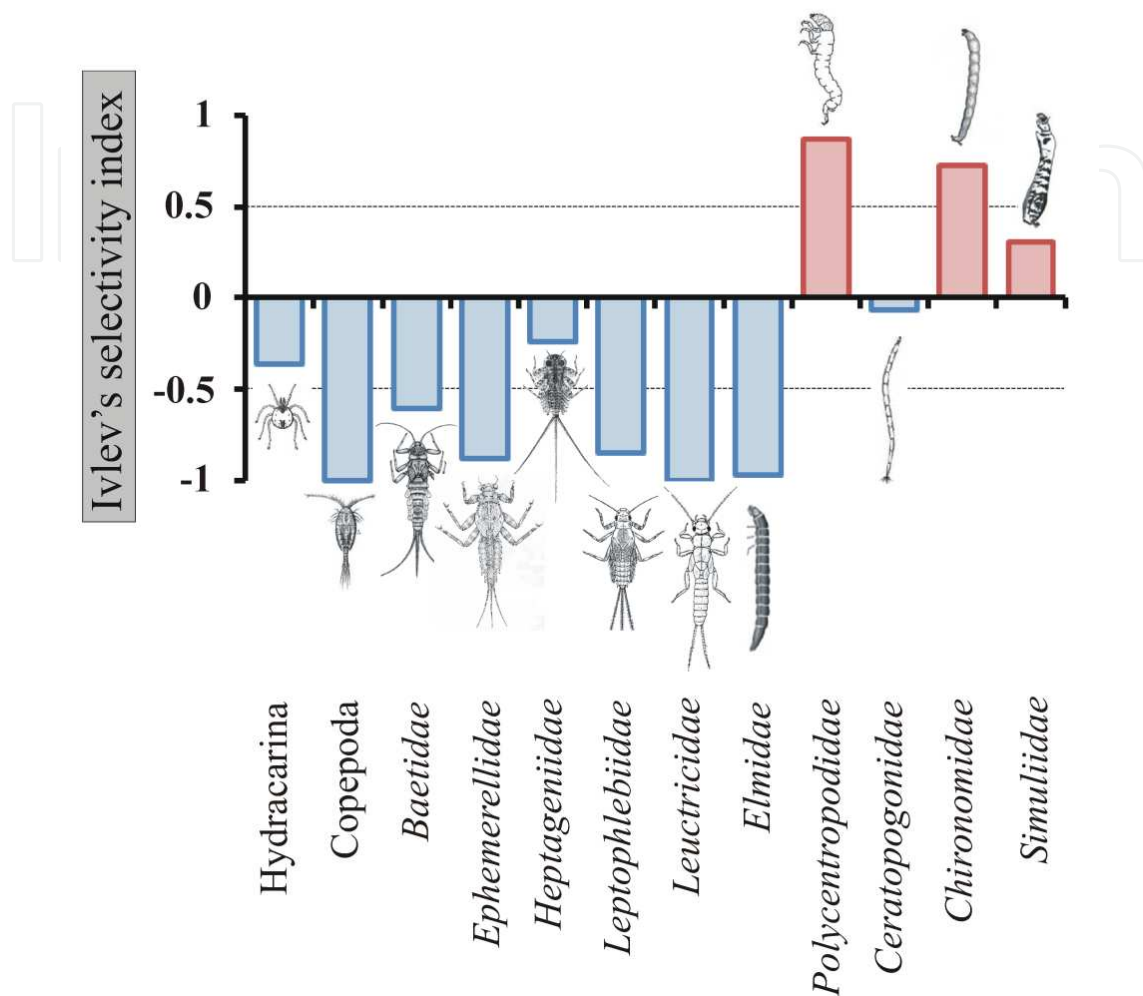 Ivlev's selectivity index
1
0.5
0
-0.5
-1
Hydracarina
Copepoda
Baetidae
Ephemerellidae
Heptageniidae
Leptophlebiidae
Leuctricidae
Elmidae
Polycentropodidae
Ceratopogonidae
Chironomidae
Simuliidae